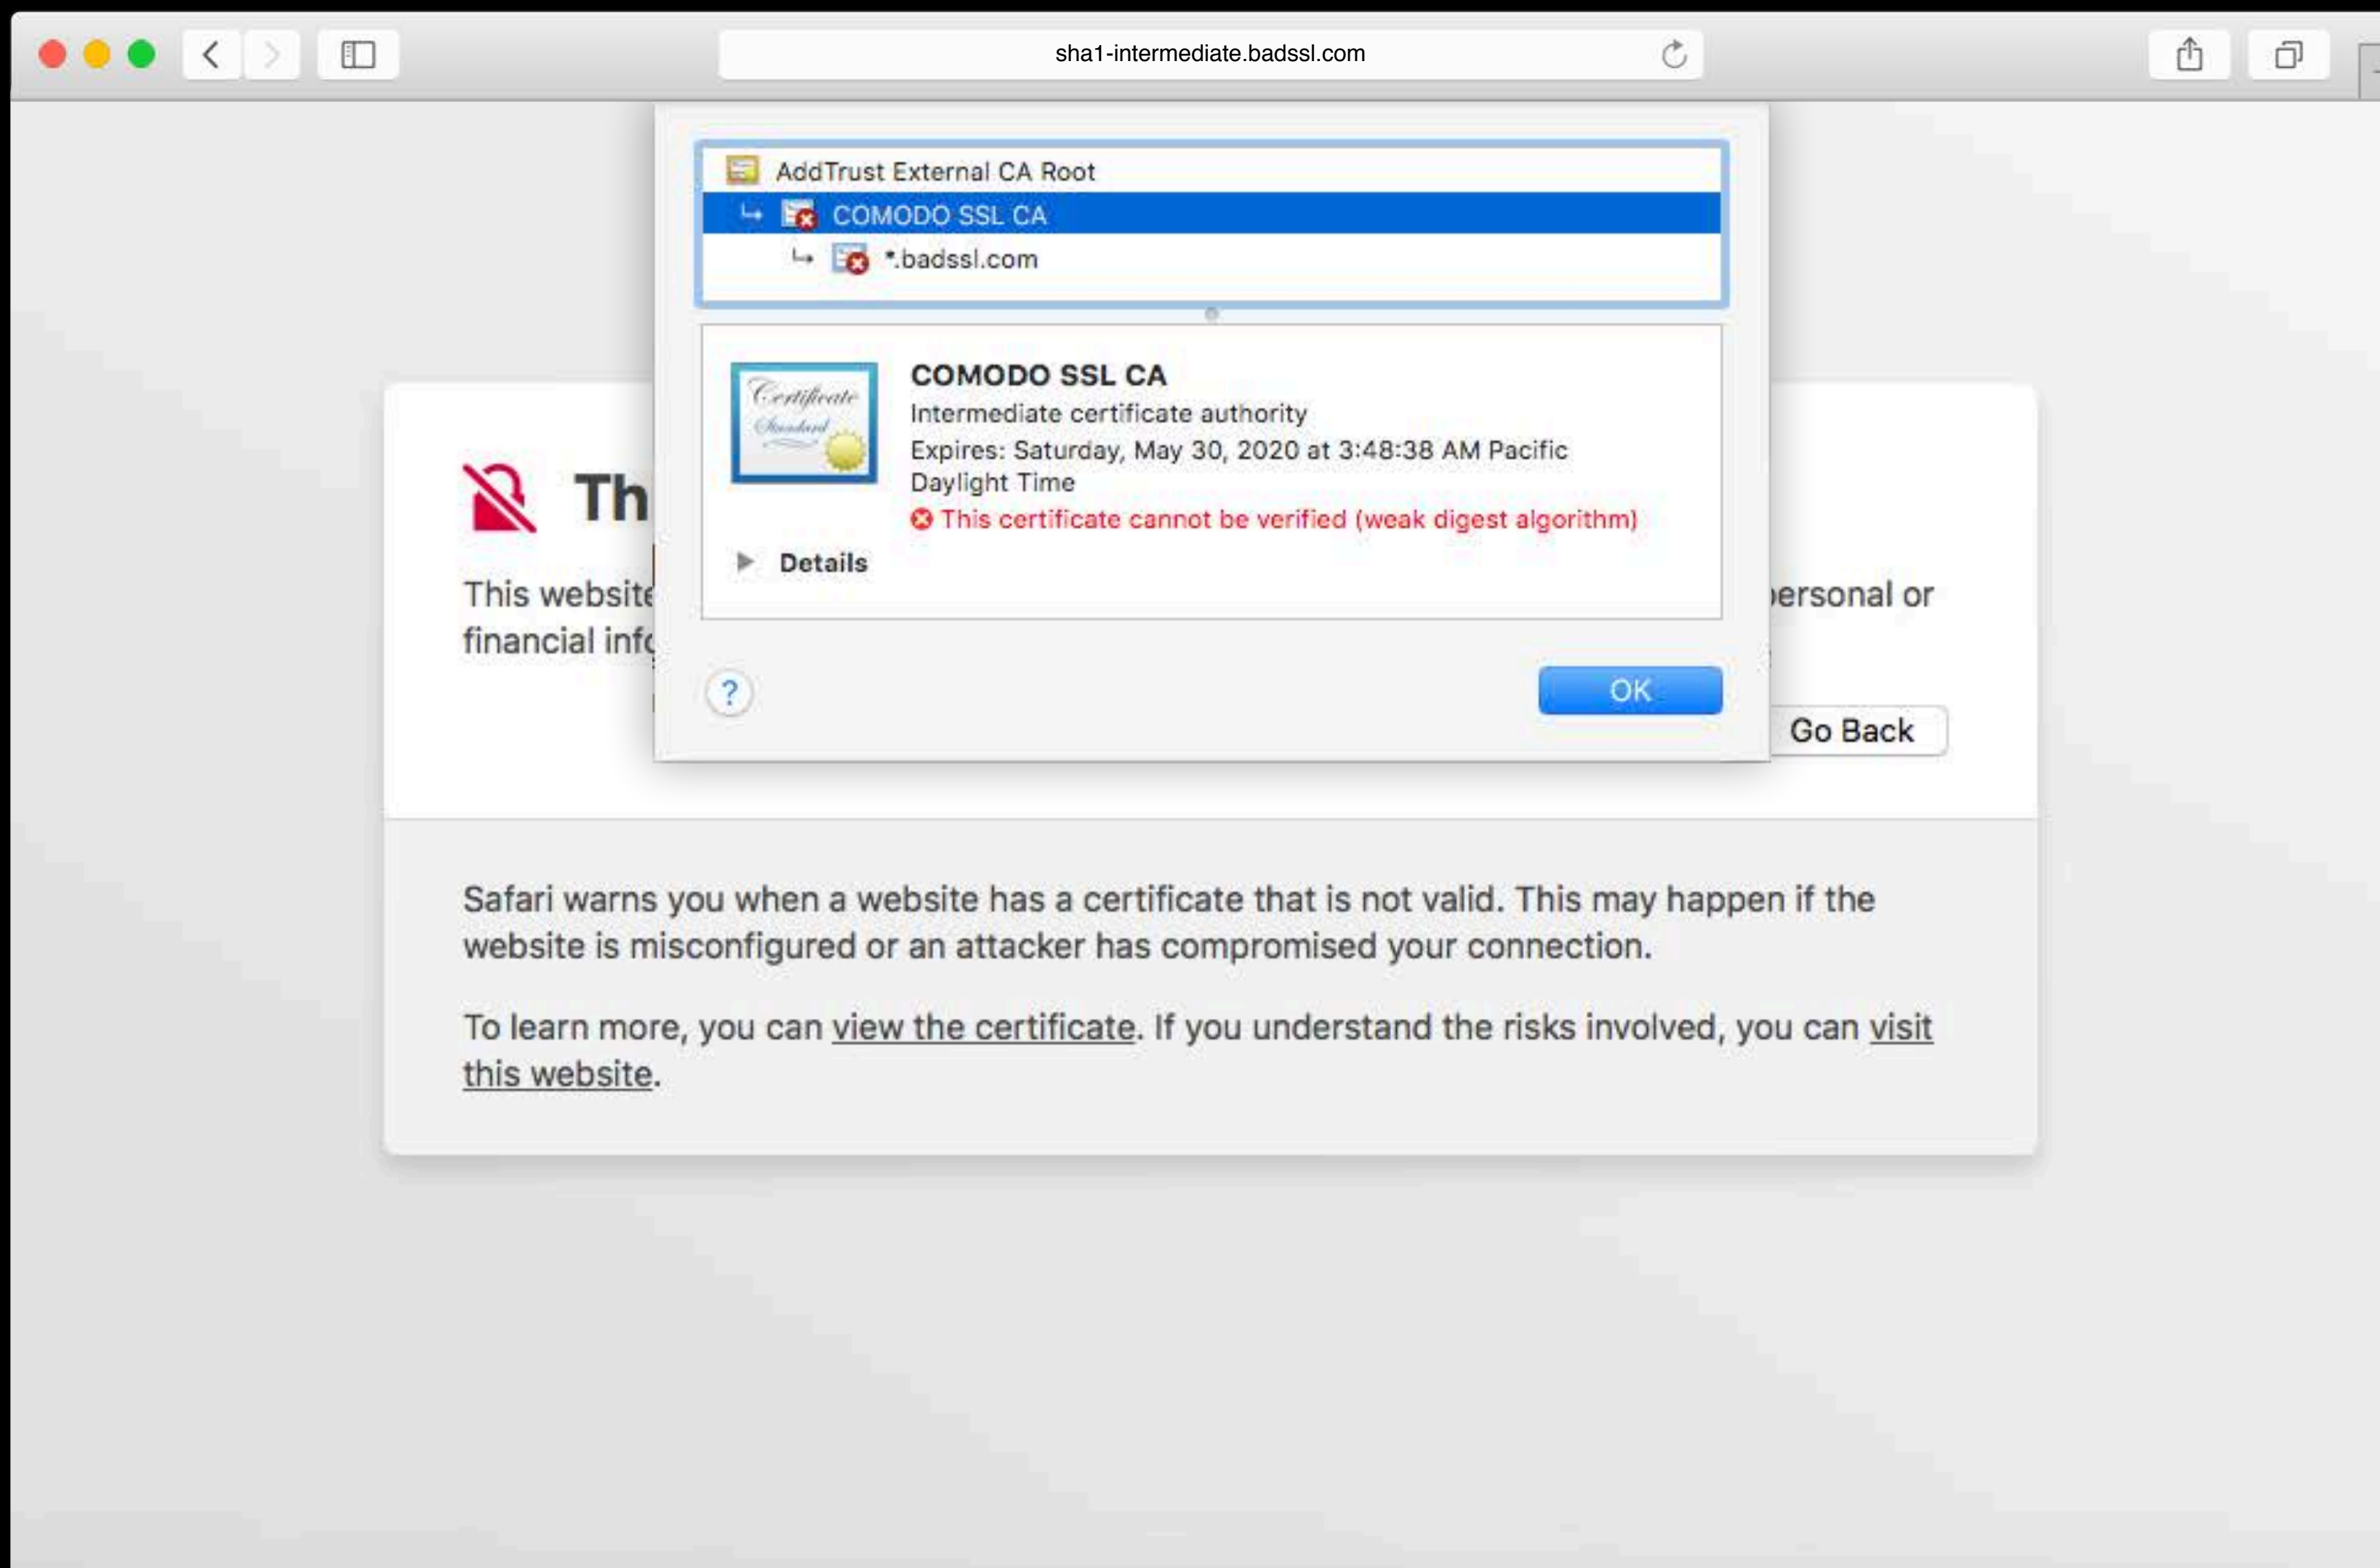 sha1-intermediate.badssl.com
AddTrust External CA Root
COMODO SSL CA
*.badssl.com
Certificate
Standard
COMODO SSL CA
Intermediate certificate authority
Expires: Saturday, May 30, 2020 at 3:48:38 AM Pacific
Daylight Time
This certificate cannot be verified (weak digest algorithm)
Details
?
OK
Th
This website
ersonal or
financial info
Go Back
Safari warns you when a website has a certificate that is not valid. This may happen if the
website is misconfigured or an attacker has compromised your connection.
To learn more, you can view the certificate. If you understand the risks involved, you can visit
this website.